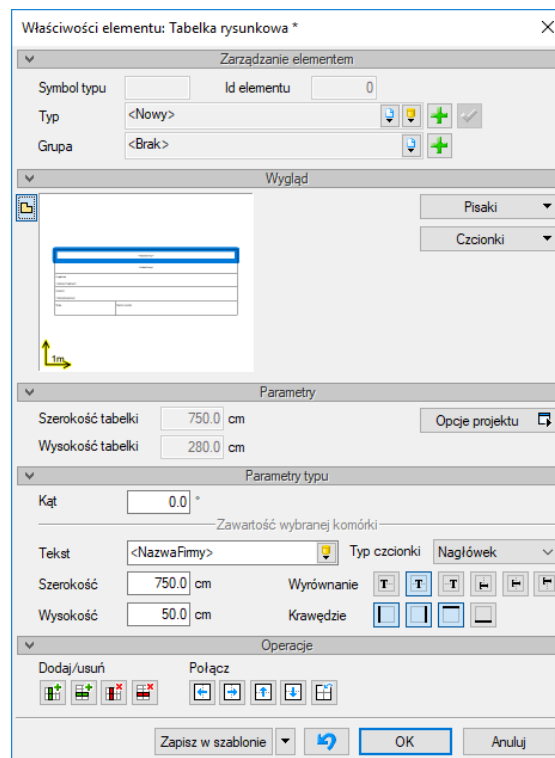 Właściwości elementu: Tabelka rysunkowa *
Zarządzanie elementem
Symbol typu Id elementu 0
Typ <Nowy>
Grupa <Brak>
Wygląd
Pisaki
Czcionki
1m
Parametry
Szerokość tabelki 750.0 cm Opcje projektu
Wysokość tabelki 280.0 cm
Parametry typu
Kąt 0.0 °
Zawartość wybranej komórki
Tekst <NazwaFirmy> Typ czcionki Nagłówek
Szerokość 750.0 cm Wyrównanie T T T T T T
Wysokość 50.0 cm Krawędzie
Operacje
Dodaj/usuń Połącz
Zapisz w szablonie OK Anuluj